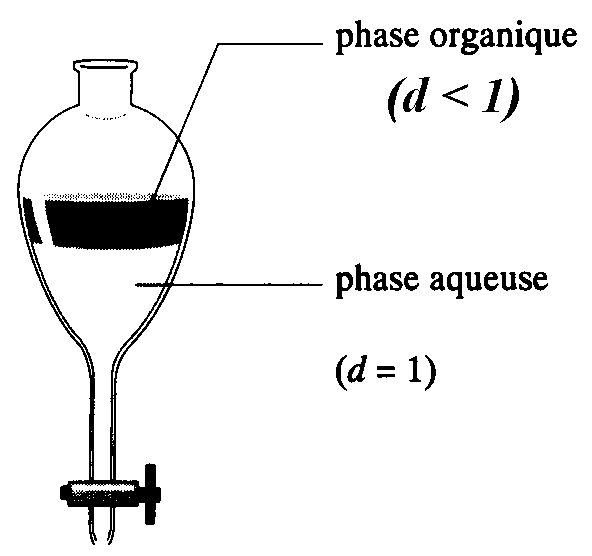 phase organique
(d < 1)
phase aqueuse
(d = 1)